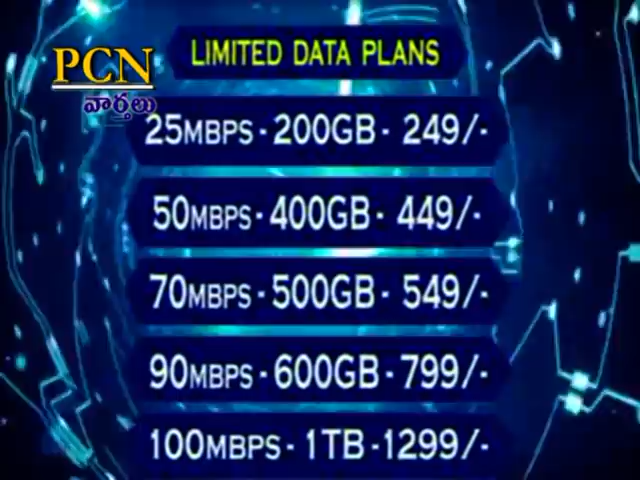 PCN
వార్తలు
LIMITED DATA PLANS
25MBPS - 200GB - 249/-
50MBPS - 400GB - 449/-
70MBPS - 500GB - 549/-
90MBPS - 600GB - 799/-
100MBPS - 1TB -1299/-